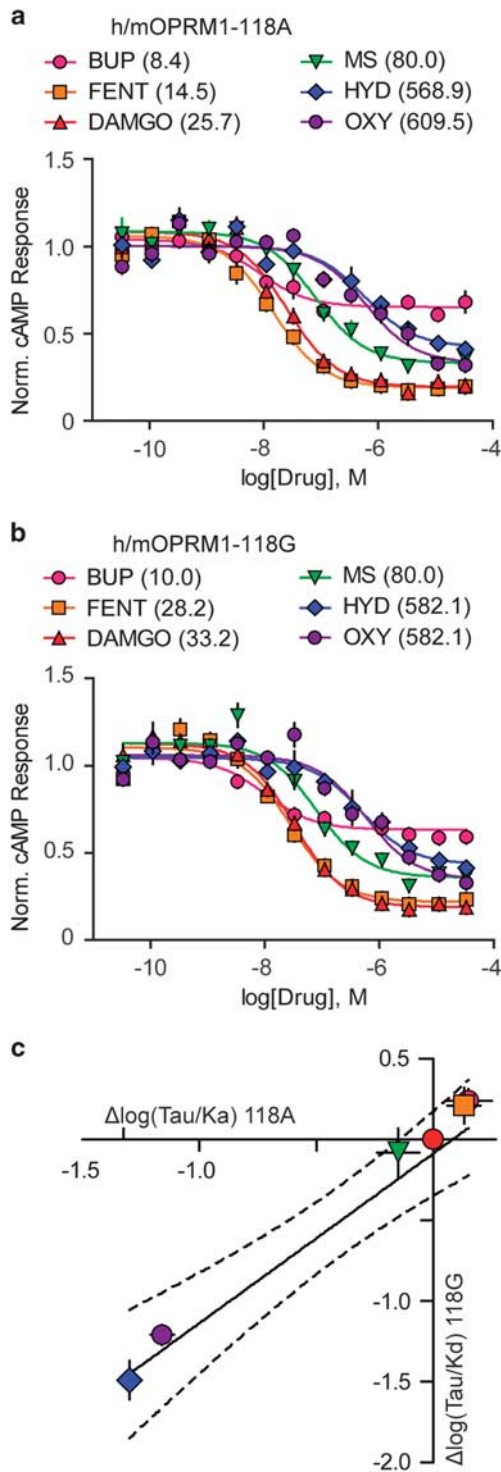 a
h/mOPRM1-118A
BUP (8.4)
MS (80.0)
FENT (14.5)
HYD (568.9)
DAMGO (25.7)
OXY (609.5)
1.5
1.0
0.5
0
Norm. cAMP Response
-10
-8
-6
-4
log[Drug], M
b
h/mOPRM1-118G
BUP (10.0)
MS (80.0)
FENT (28.2)
HYD (582.1)
DAMGO (33.2)
OXY (582.1)
1.5
1.0
0.5
0
Norm. cAMP Response
-10
-8
-6
-4
log[Drug], M
c
0.5
Δlog(Tau/Ka) 118A
-1.5
-1.0
-1.0
-1.5
-2.0
Δlog(Tau/Kd) 118G